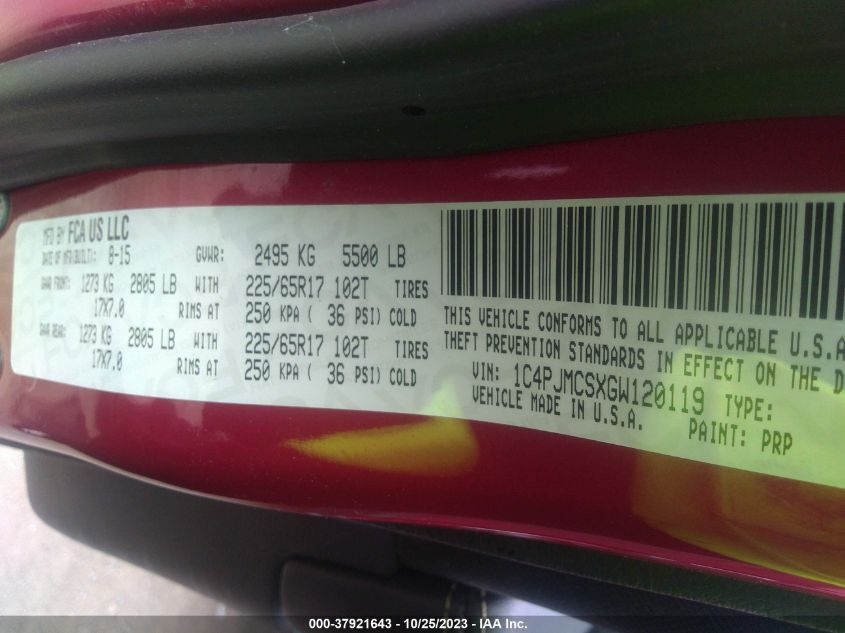 MFD BY FCA US LLC
DATE OF MFR(BUILT): 8-15 GVWR: 2495 KG 5500 LB
GAWR FRONT: 1273 KG 2805 LB WITH 225/65R17 102T TIRES
17X7.0 RIMS AT 250 KPA ( 36 PSI) COLD
GAWR REAR: 1273 KG 2805 LB WITH 225/65R17 102T TIRES
17X7.0 RIMS AT 250 KPA ( 36 PSI) COLD
THIS VEHICLE CONFORMS TO ALL APPLICABLE U.S.A
THEFT PREVENTION STANDARDS IN EFFECT ON THE D
VIN: 1C4PJMCSXGW120119 TYPE:
VEHICLE MADE IN U.S.A. PAINT: PRP
000-37921643 - 10/25/2023 - IAA Inc.